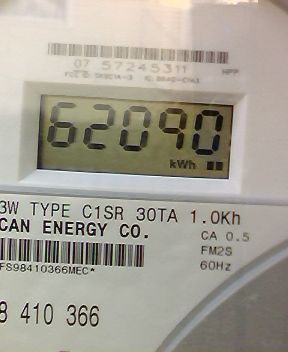 07 57245311
62090
kWh
3W TYPE C1SR 30TA 1.0Kh
CAN ENERGY CO.
CA 0.5
FM2S
60Hz
FS98410366MEC*
8 410 366